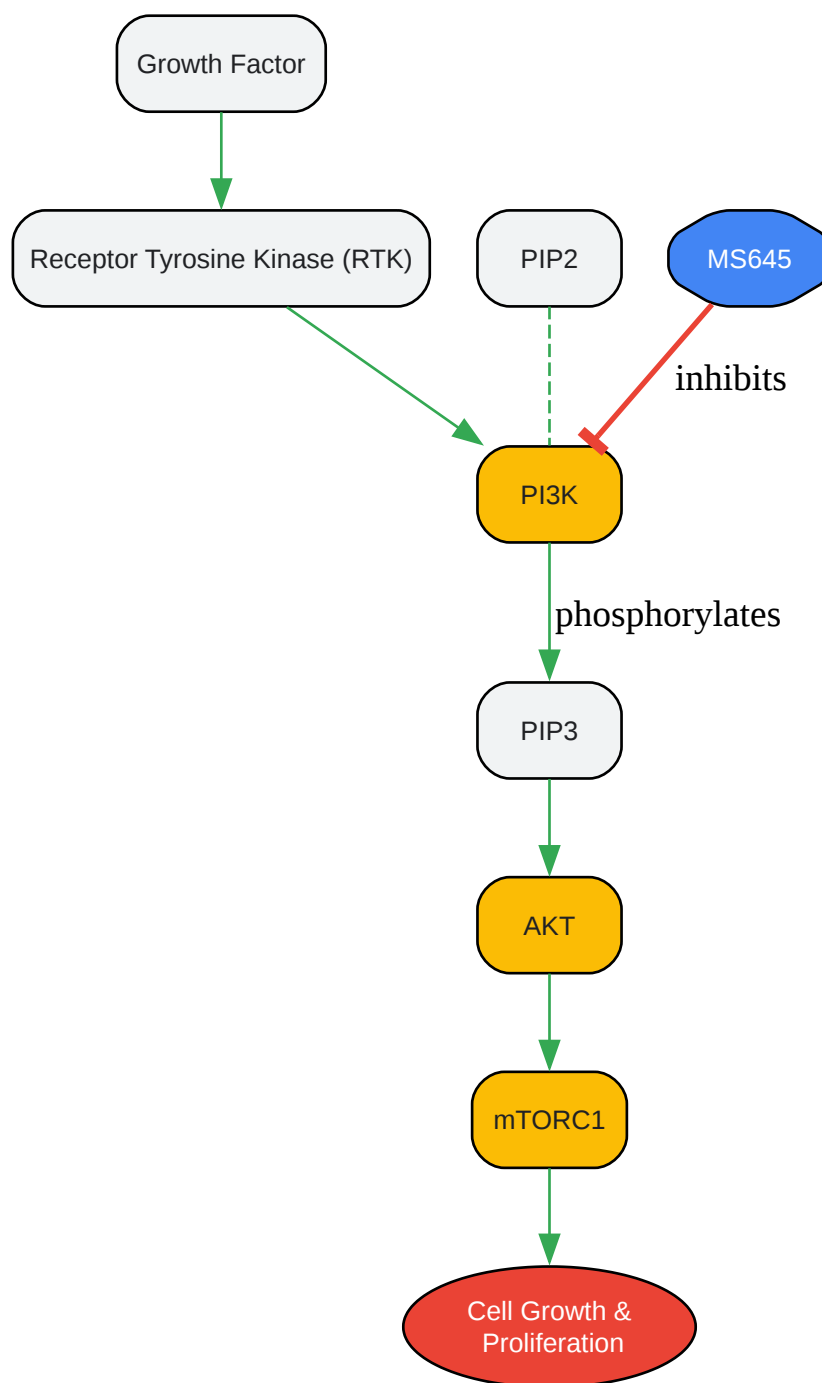 Growth Factor
Receptor Tyrosine Kinase (RTK)
PIP2
MS645
inhibits
PI3K
phosphorylates
PIP3
AKT
mTORC1
Cell Growth &
Proliferation